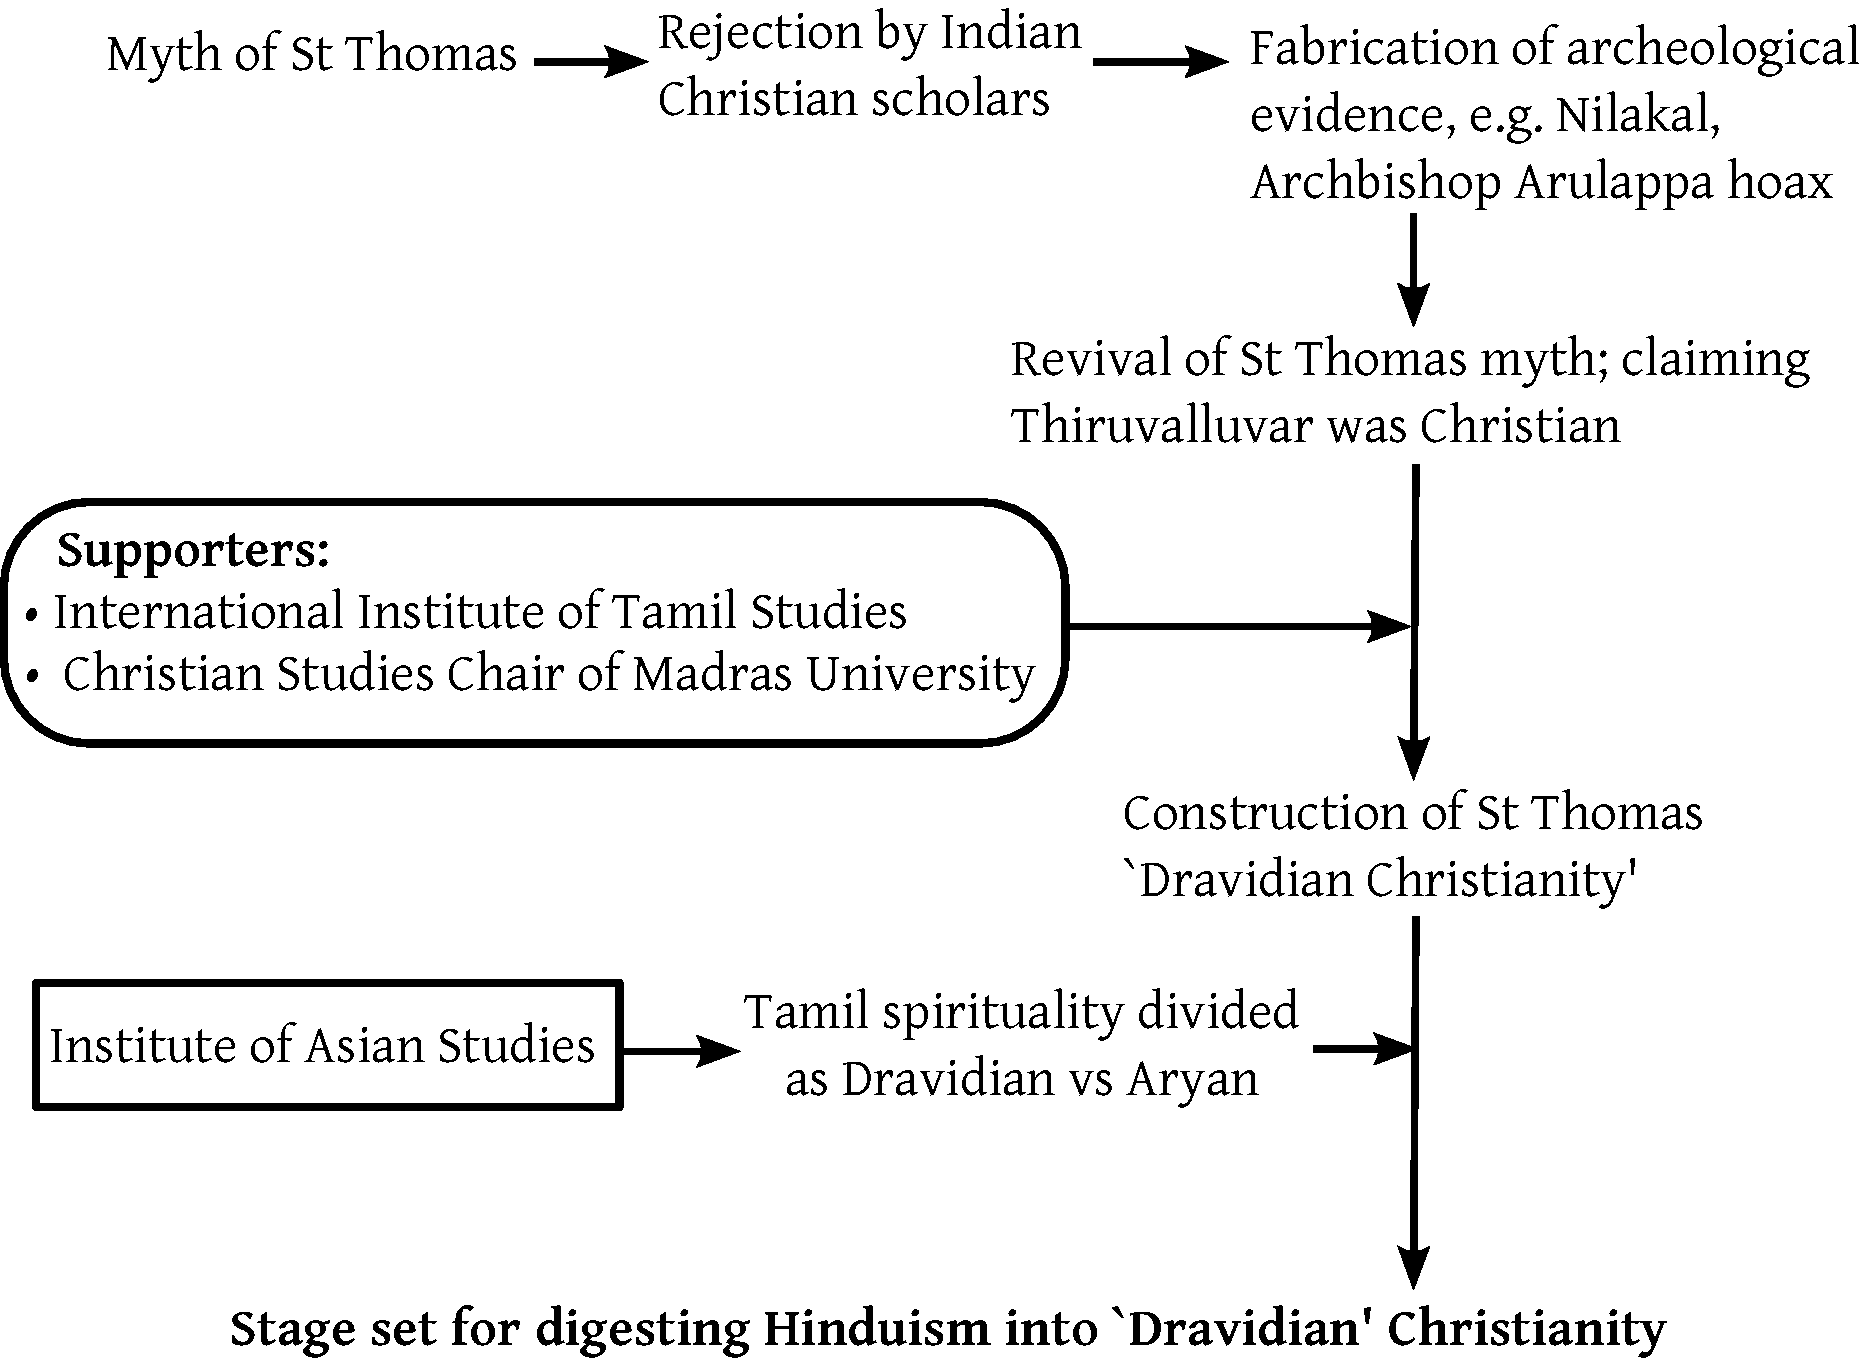 Myth of St Thomas
Rejection by Indian
Christian scholars
Fabrication of archeological
evidence, e.g. Nilakal,
Archbishop Arulappa hoax
Revival of St Thomas myth; claiming
Thiruvalluvar was Christian
Supporters:
• International Institute of Tamil Studies
• Christian Studies Chair of Madras University
Construction of St Thomas
`Dravidian Christianity'
Institute of Asian Studies
Tamil spirituality divided
as Dravidian vs Aryan
Stage set for digesting Hinduism into `Dravidian' Christianity